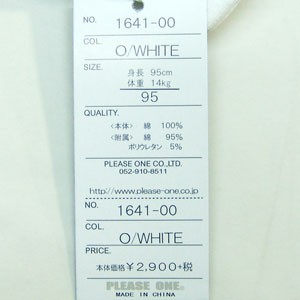 NO. 1641-00
COL. O/WHITE
SIZE.
身長 95cm
体重 14kg
95
QUALITY.
<本体> 綿 100%
<附属> 綿 95%
ポリウレタン 5%
PLEASE ONE CO.,LTD.
052-910-8511
http://www.please-one.co.jp
NO. 1641-00
COL. O/WHITE
PRICE.
本体価格¥2,900+税
PLEASE ONE.
MADE IN CHINA